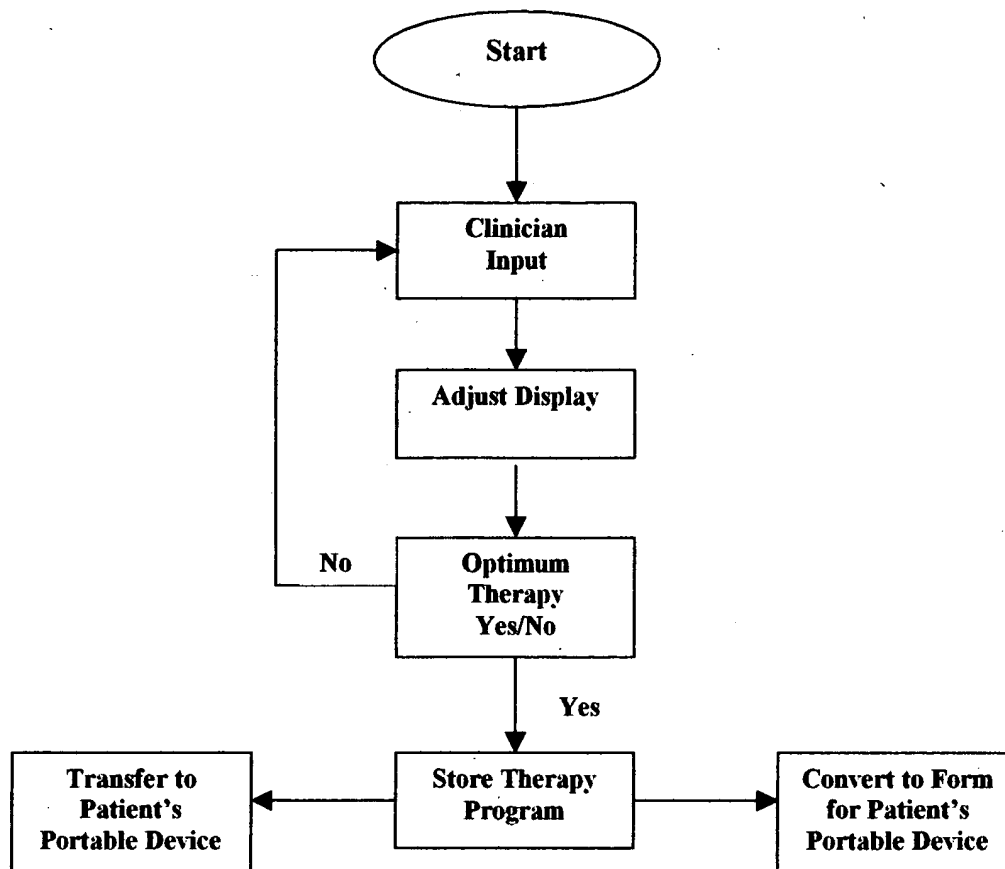 Start
Clinician
Input
Adjust Display
No
Optimum
Therapy
Yes/No
Yes
Transfer to
Patient's
Portable Device
Store Therapy
Program
Convert to Form
for Patient's
Portable Device